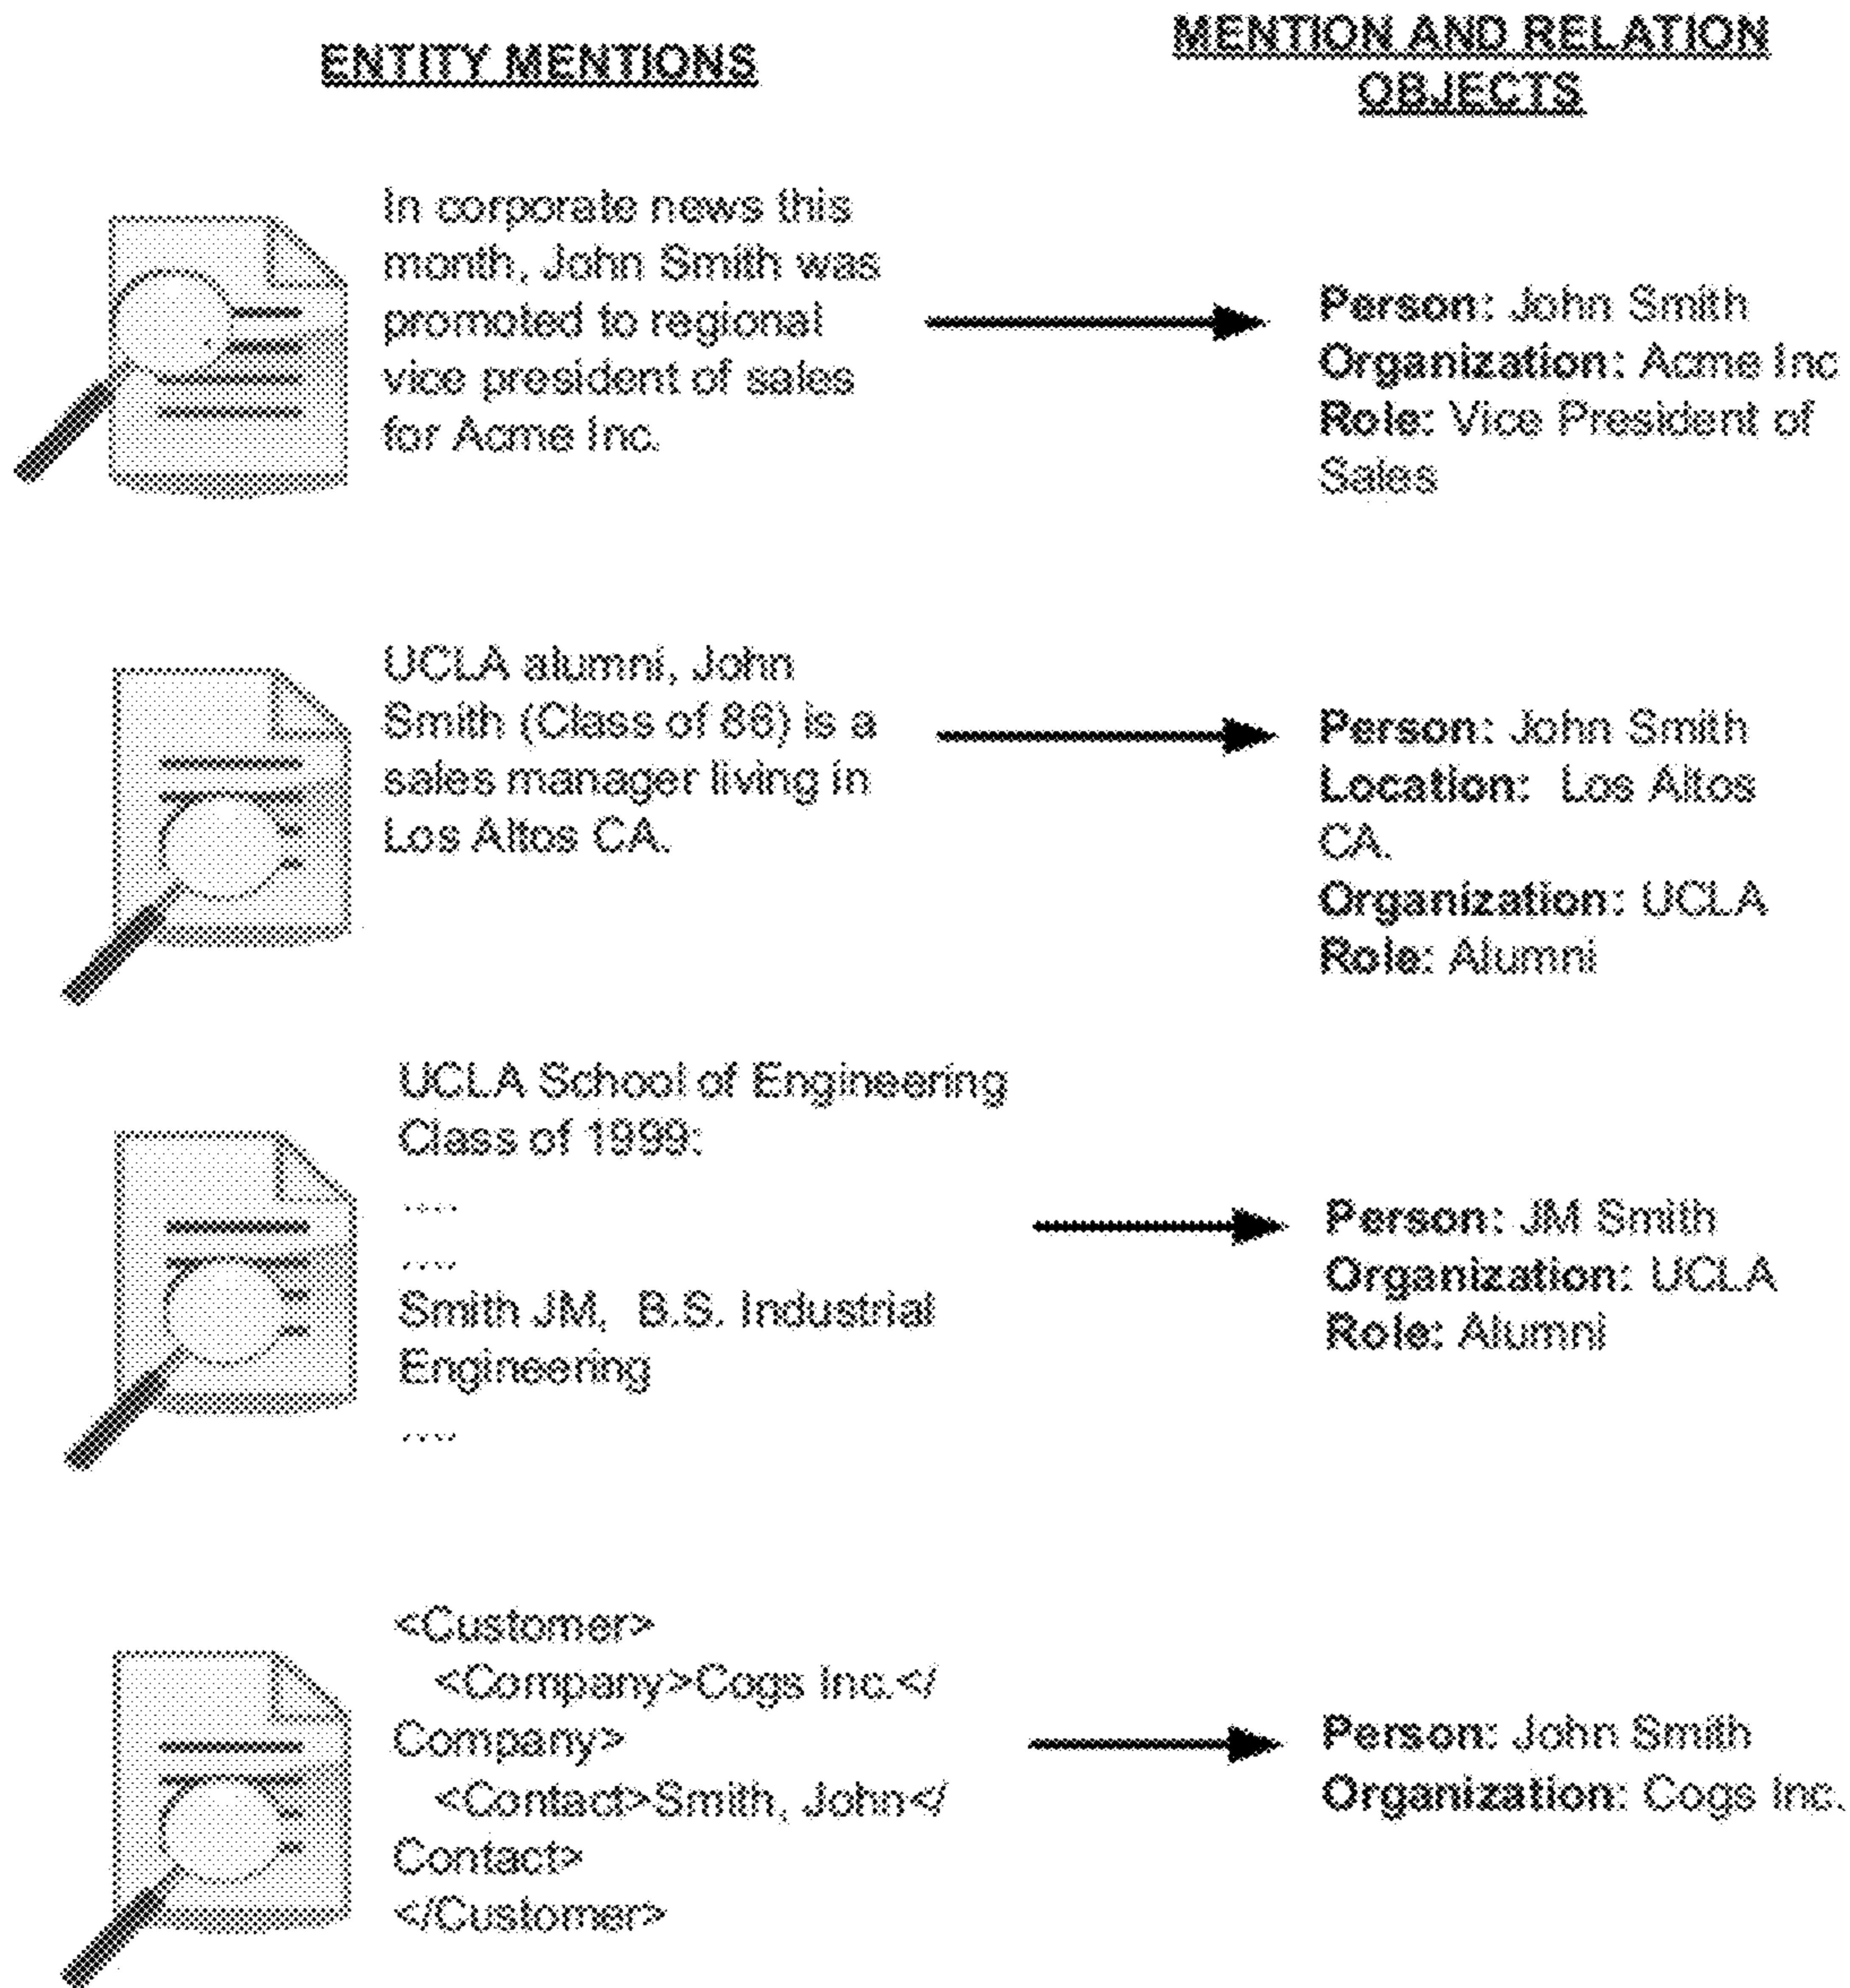 ENTITY MENTIONS
MENTION AND RELATION
OBJECTS
In corporate news this
month, John Smith was
promoted to regional
vice president of sales
for Acme Inc.
Person: John Smith
Organization: Acme Inc
Role: Vice President of
Sales
UCLA alumni, John
Smith (Class of 86) is a
sales manager living in
Los Altos CA.
Person: John Smith
Location: Los Altos
CA.
Organization: UCLA
Role: Alumni
UCLA School of Engineering
Class of 1999:
....
....
Smith JM, B.S. Industrial
Engineering
....
Person: JM Smith
Organization: UCLA
Role: Alumni
<Customer>
<Company>Cogs Inc.</
Company>
<Contact>Smith, John</
Contact>
</Customer>
Person: John Smith
Organization: Cogs Inc.